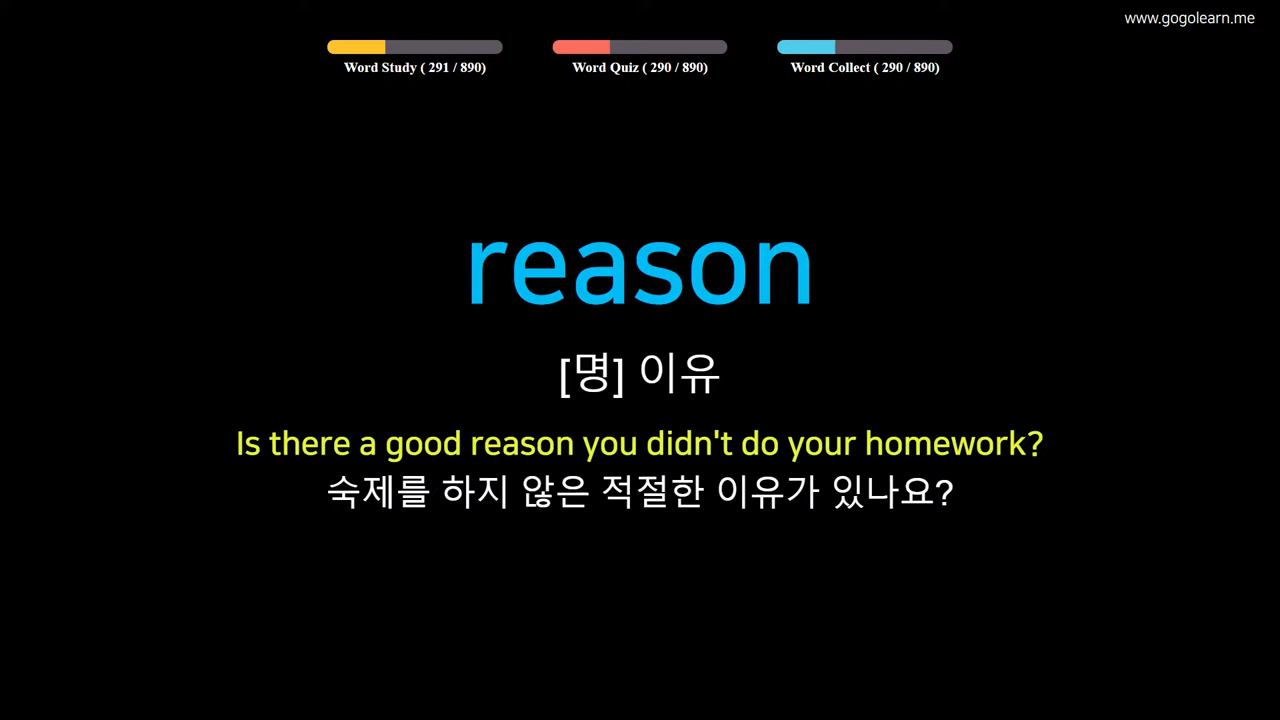 www.gogolearn.me
Word Study ( 291 / 890)
Word Quiz ( 290 / 890)
Word Collect ( 290 / 890)
reason
[명] 이유
Is there a good reason you didn't do your homework?
숙제를 하지 않은 적절한 이유가 있나요?